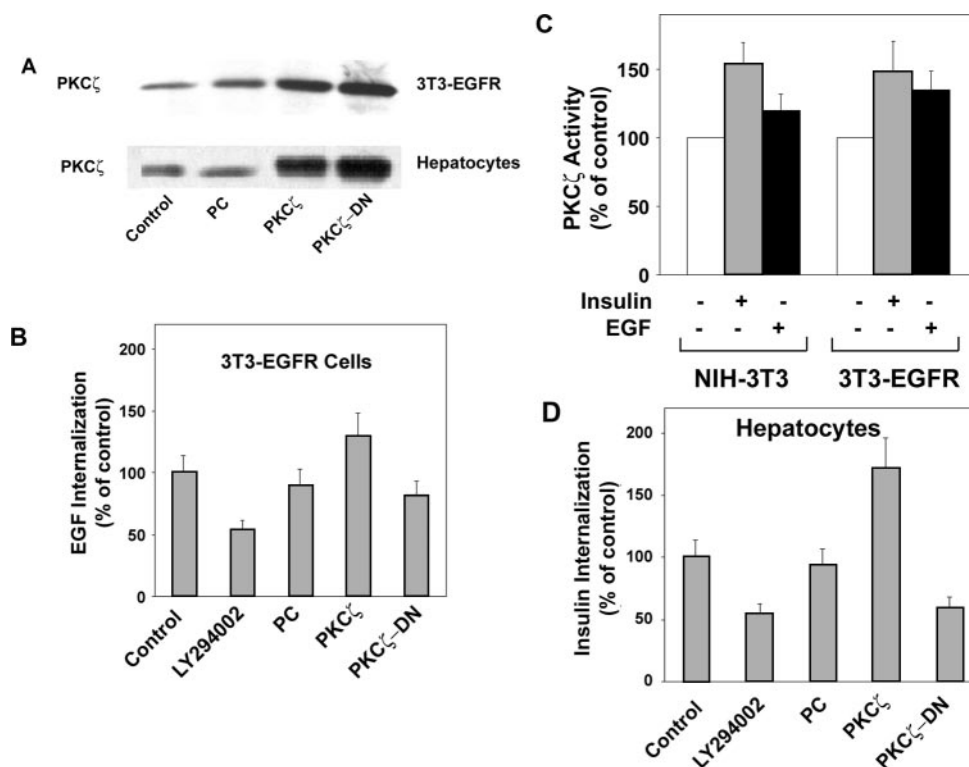 A
PKCζ 3T3-EGFR
PKCζ Hepatocytes
Control PC PKCζ PKCζ-DN
B
3T3-EGFR Cells
EGF Internalization
(% of control)
200
150
100
50
0
Control LY294002 PC PKCζ PKCζ-DN
C
PKCζ Activity
(% of control)
150
100
50
0
Insulin - + - - + -
EGF - - + - - +
NIH-3T3 3T3-EGFR
D
Hepatocytes
Insulin Internalization
(% of control)
200
150
100
50
0
Control LY294002 PC PKCζ PKCζ-DN